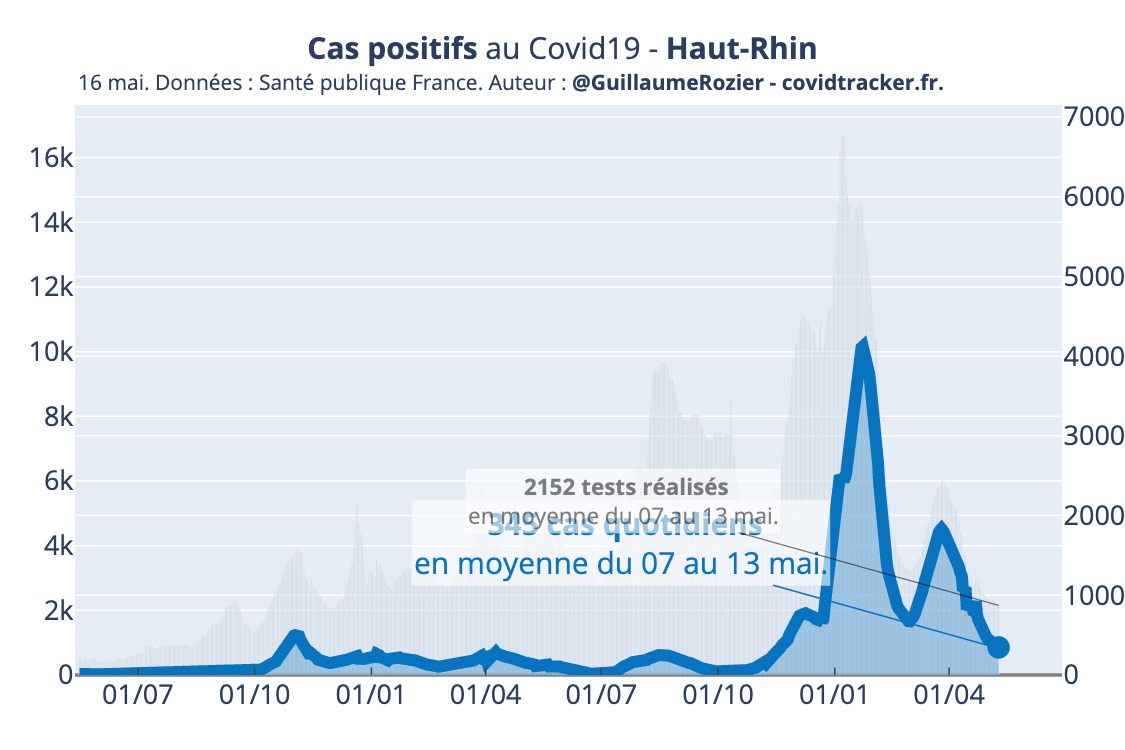 Cas positifs au Covid19 - Haut-Rhin
16 mai. Données : Santé publique France. Auteur : @GuillaumeRozier - covidtracker.fr.
7000
16k
6000
14k
5000
12k
10k
4000
8k
3000
6k
2152 tests réalisés
en moyenne du 07 au 13 mai.
345 cas quotidiens
2000
4k
en moyenne du 07 au 13 mai.
1000
2k
0
0
01/07 01/10 01/01 01/04 01/07 01/10 01/01 01/04